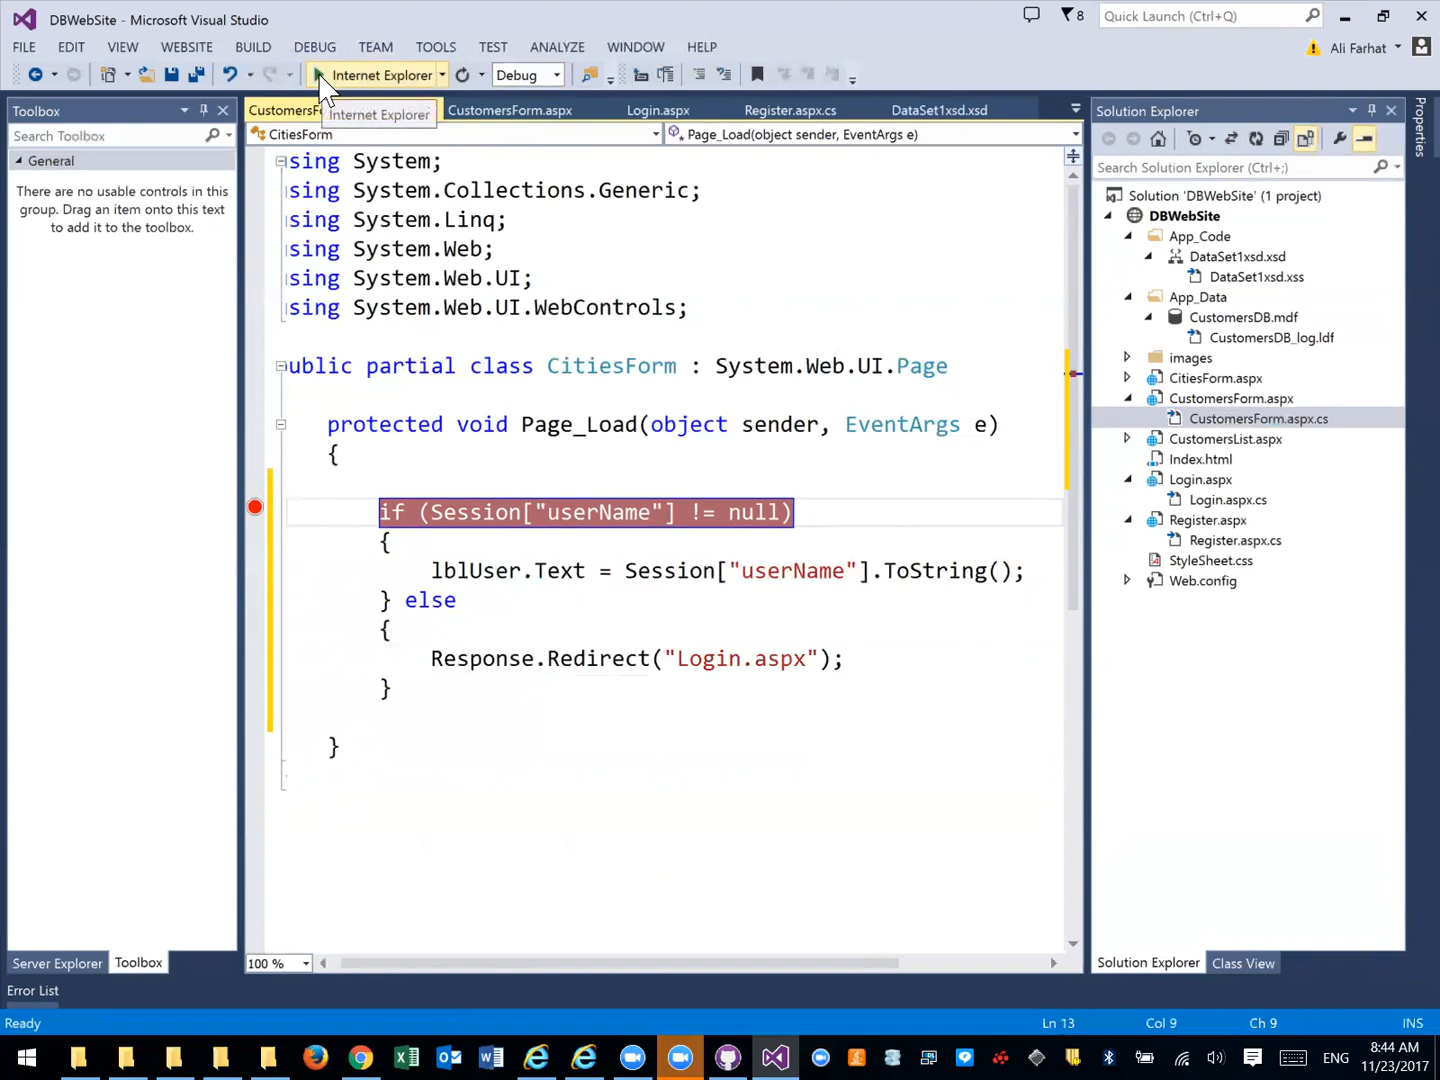 DBWebSite - Microsoft Visual Studio
8
Quick Launch (Ctrl+Q)
FILE EDIT VIEW WEBSITE BUILD DEBUG TEAM TOOLS TEST ANALYZE WINDOW HELP
Ali Farhat
Internet Explorer
Debug
Toolbox
Search Toolbox
General
There are no usable controls in this
group. Drag an item onto this text
to add it to the toolbox.
CustomersF
CustomersForm.aspx
Login.aspx
Register.aspx.cs
DataSet1xsd.xsd
Internet Explorer
CitiesForm
Page_Load(object sender, EventArgs e)
sing System;
sing System.Collections.Generic;
sing System.Linq;
sing System.Web;
sing System.Web.UI;
sing System.Web.UI.WebControls;
ublic partial class CitiesForm : System.Web.UI.Page
protected void Page_Load(object sender, EventArgs e)
{
if (Session["userName"] != null)
{
lblUser.Text = Session["userName"].ToString();
} else
{
Response.Redirect("Login.aspx");
}
}
100 %
Solution Explorer
Search Solution Explorer (Ctrl+;)
Solution 'DBWebSite' (1 project)
DBWebSite
App_Code
DataSet1xsd.xsd
DataSet1xsd.xss
App_Data
CustomersDB.mdf
CustomersDB_log.ldf
images
CitiesForm.aspx
CustomersForm.aspx
CustomersForm.aspx.cs
CustomersList.aspx
Index.html
Login.aspx
Login.aspx.cs
Register.aspx
Register.aspx.cs
StyleSheet.css
Web.config
Properties
Server Explorer
Toolbox
Solution Explorer
Class View
Error List
Ready
Ln 13
Col 9
Ch 9
INS
ENG
8:44 AM
11/23/2017